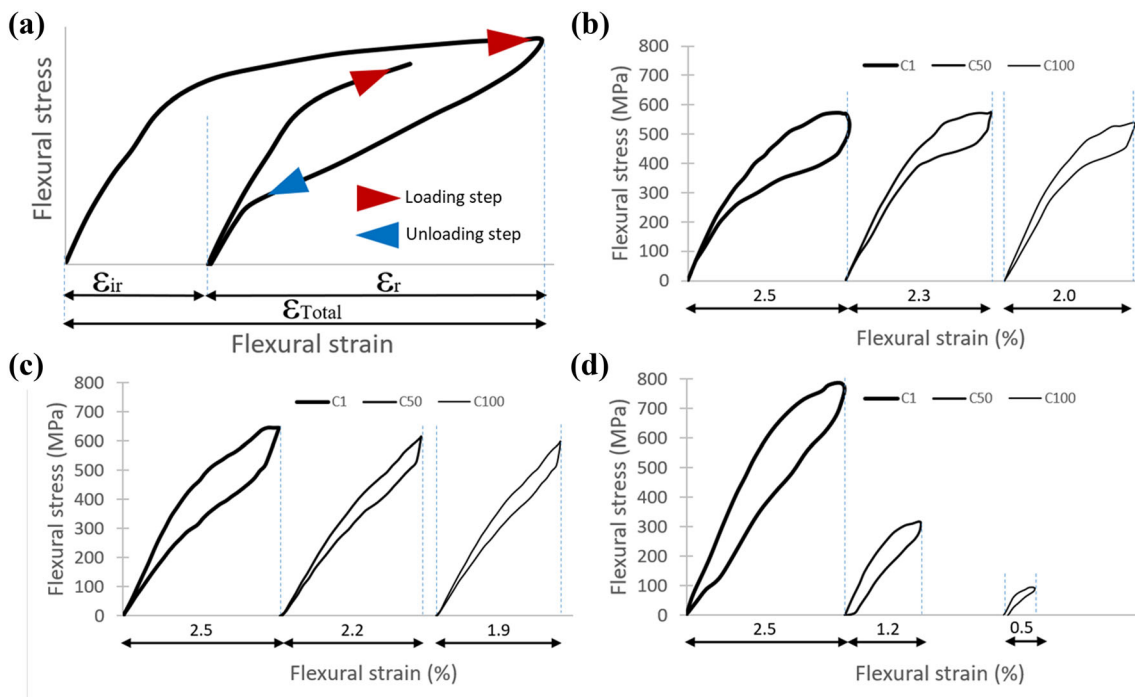 (a)
Flexural stress
Loading step
Unloading step
εir
εr
εTotal
Flexural strain
(b)
Flexural stress (MPa)
800
700
600
500
400
300
200
100
0
C1 C50 C100
2.5 2.3 2.0
Flexural strain (%)
(c)
Flexural stress (MPa)
800
700
600
500
400
300
200
100
0
C1 C50 C100
2.5 2.2 1.9
Flexural strain (%)
(d)
Flexural stress (MPa)
800
700
600
500
400
300
200
100
0
C1 C50 C100
2.5 1.2 0.5
Flexural strain (%)